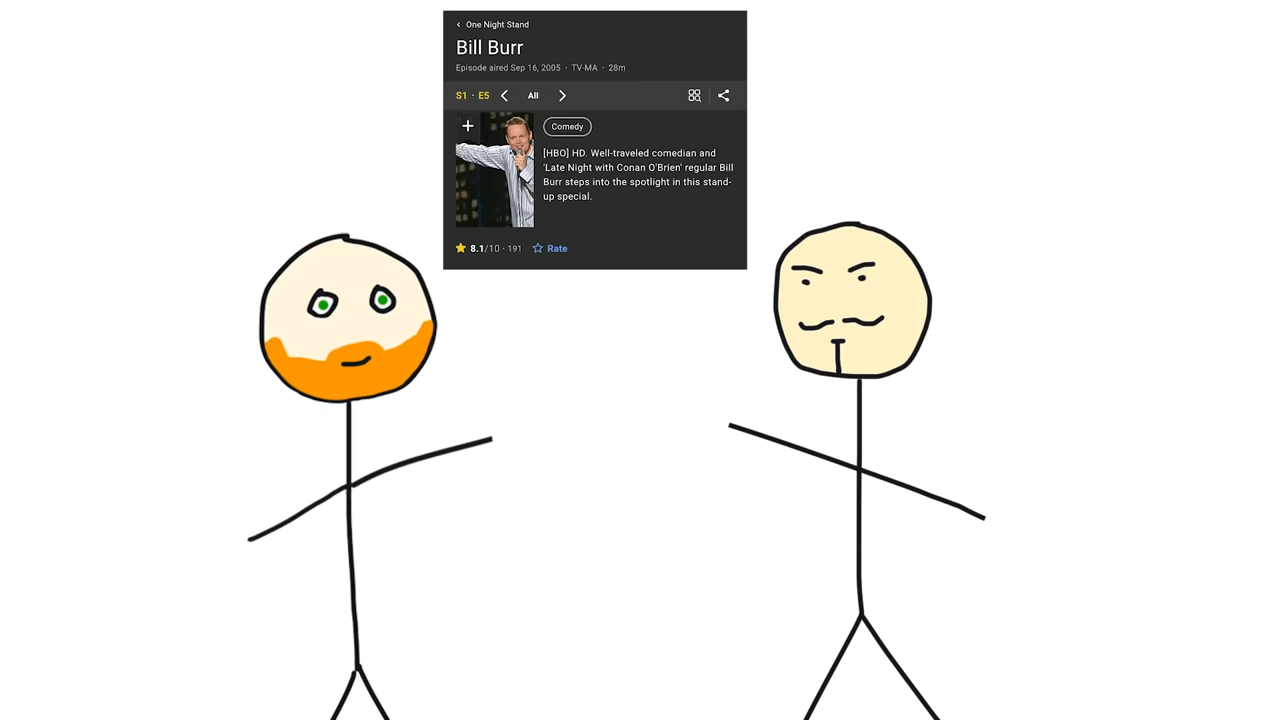 One Night Stand
Bill Burr
Episode aired Sep 16, 2005 · TV-MA · 28m
S1 · E5 All
Comedy
[HBO] HD. Well-traveled comedian and
'Late Night with Conan O'Brien' regular Bill
Burr steps into the spotlight in this stand-
up special.
8.1/10 · 191 Rate